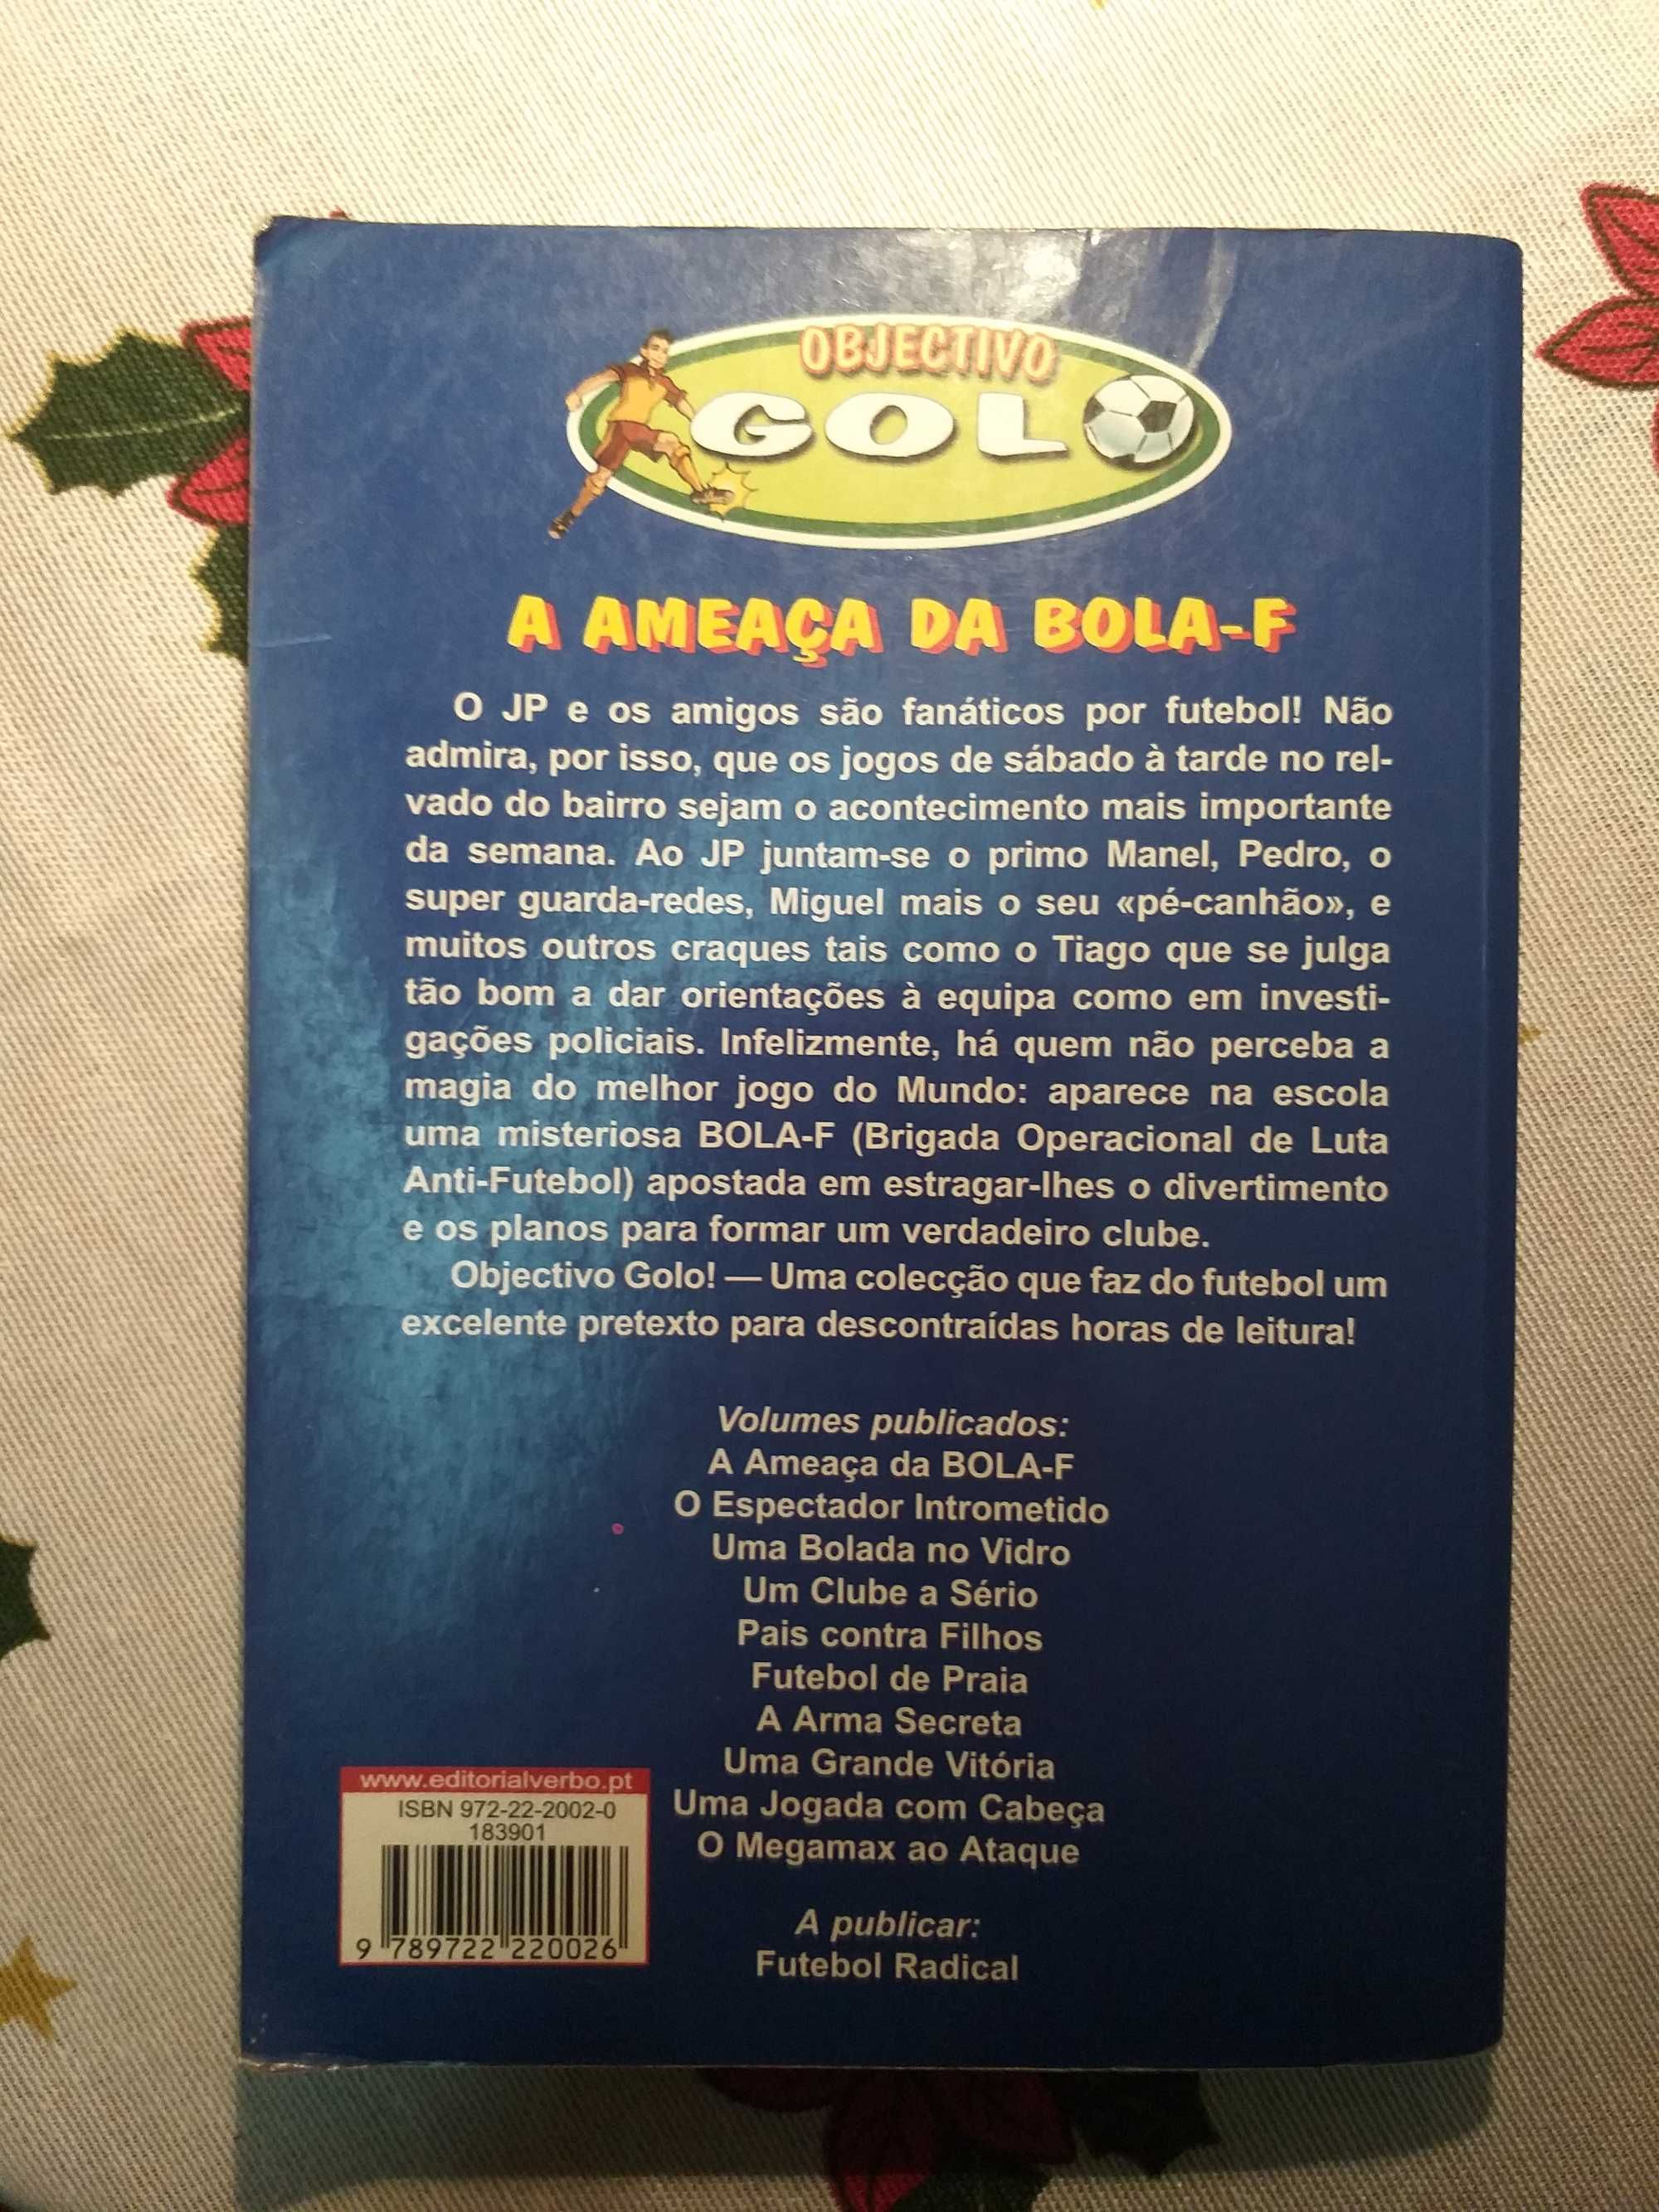 OBJECTIVO
GOLO
A AMEAÇA DA BOLA-F
O JP e os amigos são fanáticos por futebol! Não
admira, por isso, que os jogos de sábado à tarde no rel-
vado do bairro sejam o acontecimento mais importante
da semana. Ao JP juntam-se o primo Manel, Pedro, o
super guarda-redes, Miguel mais o seu «pé-canhão», e
muitos outros craques tais como o Tiago que se julga
tão bom a dar orientações à equipa como em investi-
gações policiais. Infelizmente, há quem não perceba a
magia do melhor jogo do Mundo: aparece na escola
uma misteriosa BOLA-F (Brigada Operacional de Luta
Anti-Futebol) apostada em estragar-lhes o divertimento
e os planos para formar um verdadeiro clube.
Objectivo Golo! — Uma colecção que faz do futebol um
excelente pretexto para descontraídas horas de leitura!
Volumes publicados:
A Ameaça da BOLA-F
O Espectador Intrometido
Uma Bolada no Vidro
Um Clube a Sério
Pais contra Filhos
Futebol de Praia
A Arma Secreta
Uma Grande Vitória
Uma Jogada com Cabeça
O Megamax ao Ataque
A publicar:
Futebol Radical
www.editorialverbo.pt
ISBN 972-22-2002-0
183901
9 789722 220026